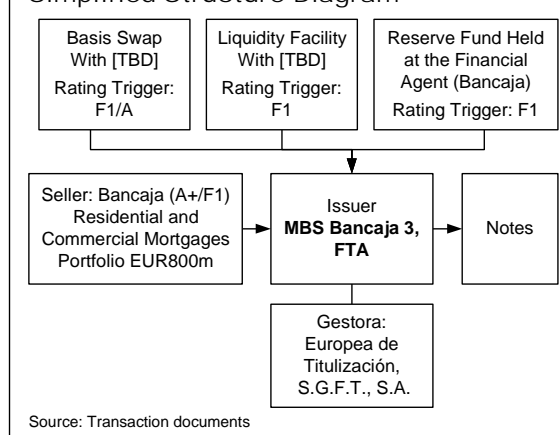 Simplified Structure Diagram
Basis Swap
With [TBD]
Rating Trigger:
F1/A
Liquidity Facility
With [TBD]
Rating Trigger:
F1
Reserve Fund Held
at the Financial
Agent (Bancaja)
Rating Trigger: F1
Seller: Bancaja (A+/F1)
Residential and
Commercial Mortgages
Portfolio EUR800m
Issuer
MBS Bancaja 3,
FTA
Notes
Gestora:
Europea de
Titulización,
S.G.F.T., S.A.
Source: Transaction documents